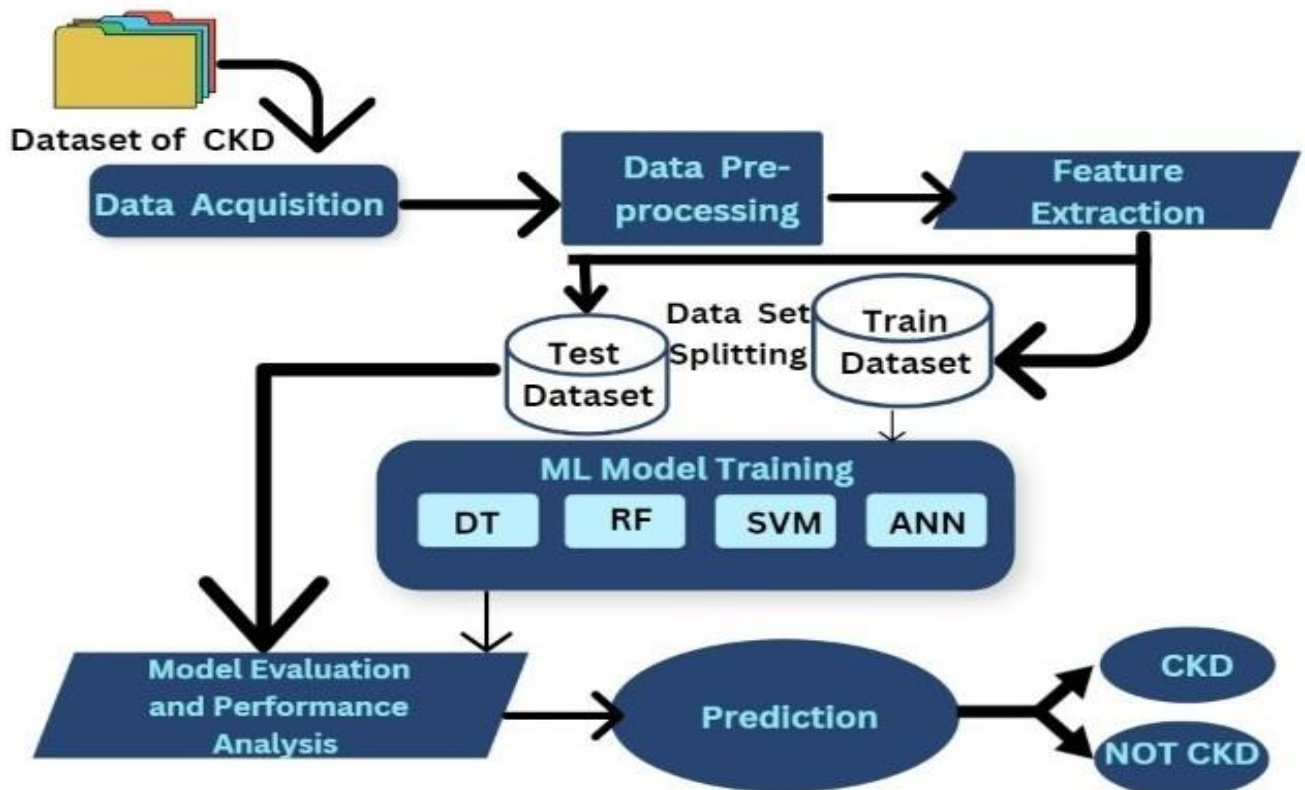 Dataset of CKD
Data Acquisition
Data Pre-
processing
Feature
Extraction
Data Set
Splitting
Train
Dataset
Test
Dataset
ML Model Training
DT
RF
SVM
ANN
Model Evaluation
and Performance
Analysis
Prediction
CKD
NOT CKD